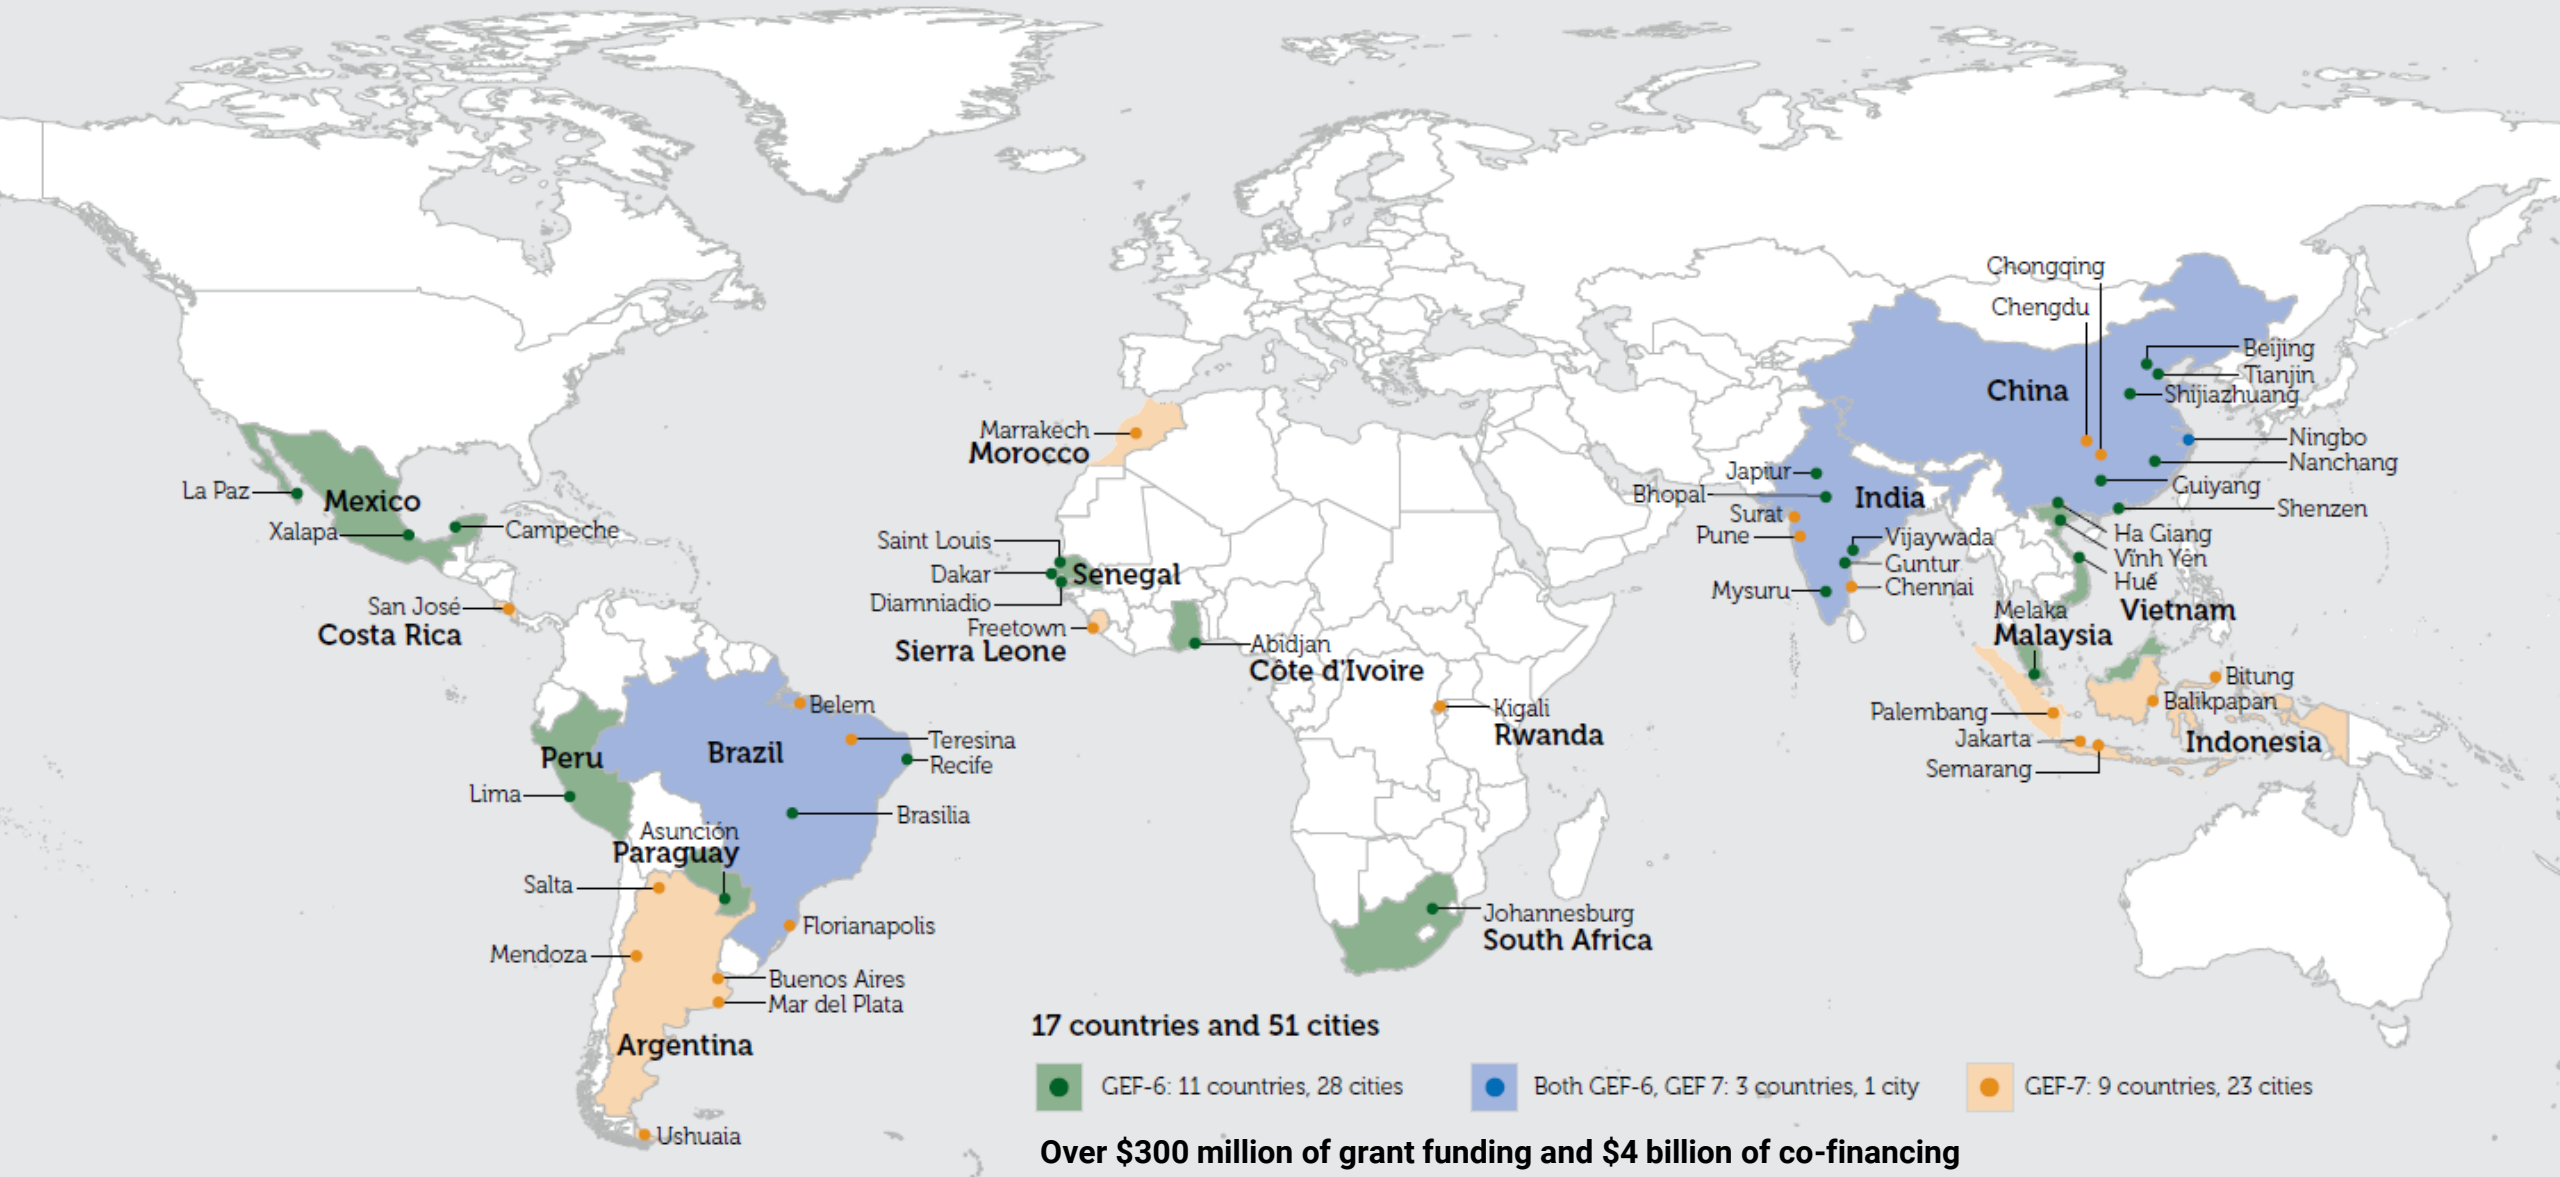 Chongqing
Chengdu
Beijing
Tianjin
China
Shijiazhuang
Marrakech
Morocco
Ningbo
Nanchang
Japiur
Guiyang
La Paz
Mexico
Bhopal
India
Shenzen
Surat
Xalapa
Campeche
Pune
Vijaywada
Ha Giang
Saint Louis
Vĩnh Yên
Guntur
Dakar
Senegal
Huế
Mysuru
Chennai
Diamniadio
San José
Costa Rica
Melaka
Vietnam
Freetown
Sierra Leone
Malaysia
Abidjan
Côte d'Ivoire
Bitung
Belem
Balikpapan
Kigali
Rwanda
Palembang
Teresina
Jakarta
Indonesia
Peru
Brazil
Recife
Semarang
Lima
Brasilia
Asunción
Paraguay
Salta
Johannesburg
South Africa
Florianapolis
Mendoza
Buenos Aires
Mar del Plata
Argentina
Ushuaia
17 countries and 51 cities
GEF-6: 11 countries, 28 cities
Both GEF-6, GEF 7: 3 countries, 1 city
GEF-7: 9 countries, 23 cities
Over $300 million of grant funding and $4 billion of co-financing